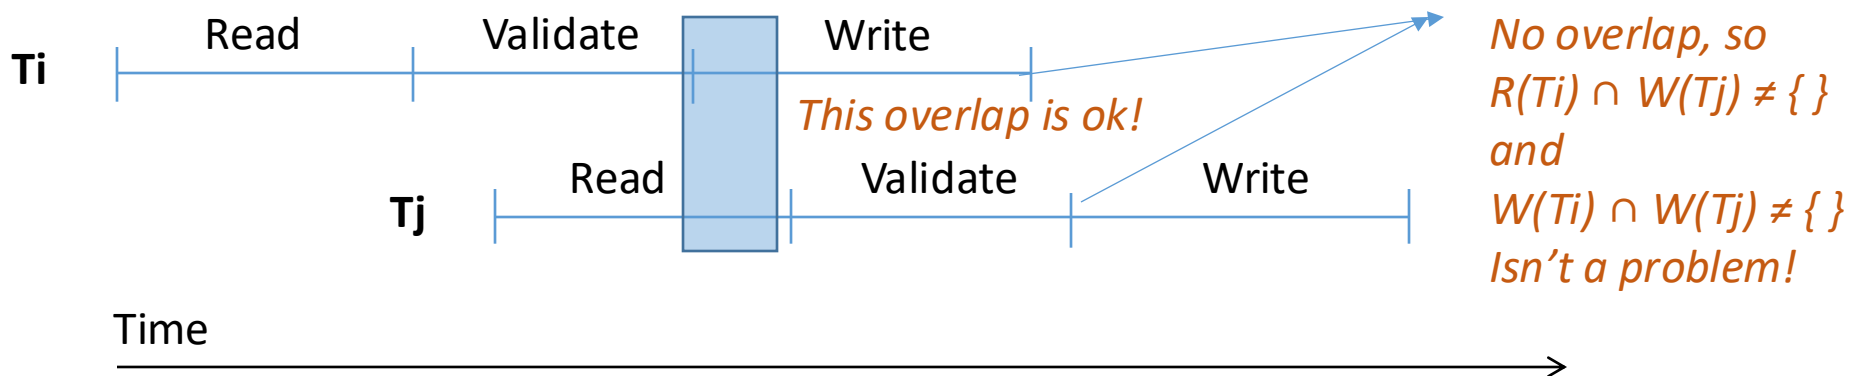 Read Validate Write
Ti
This overlap is ok!
Read Validate Write
Tj
No overlap, so
R(Ti) ∩ W(Tj) ≠ { }
and
W(Ti) ∩ W(Tj) ≠ { }
Isn’t a problem!
Time